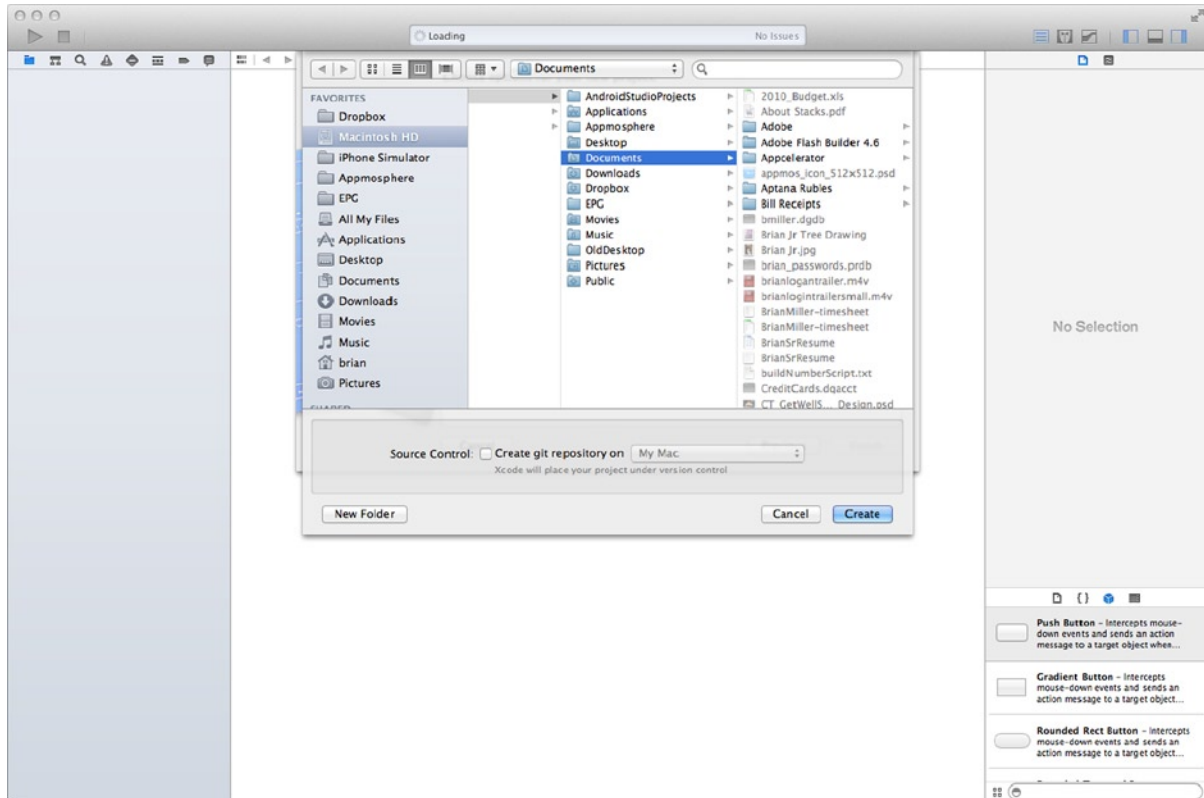 Loading
No Issues
Documents
FAVORITES
Dropbox
Macintosh HD
iPhone Simulator
Appmosphere
EPG
All My Files
Applications
Desktop
Documents
Downloads
Movies
Music
brian
Pictures
SHARED
AndroidStudioProjects
Applications
Appmosphere
Desktop
Documents
Downloads
Dropbox
EPG
Movies
Music
OldDesktop
Pictures
Public
2010_Budget.xls
About Stacks.pdf
Adobe
Adobe Flash Builder 4.6
Appcelerator
appmos_icon_512x512.psd
Aptana Rubles
Bill Receipts
bmiller.dgdb
Brian Jr Tree Drawing
Brian Jr.jpg
brian_passwords.prdb
brianlogantrailer.m4v
brianlogintrailersmall.m4v
BrianMiller-timesheet
BrianMiller-timesheet
BrianSrResume
BrianSrResume
buildNumberScript.txt
CreditCards.dqacct
CT_GetWellS... Design.psd
Source Control: Create git repository on My Mac
Xcode will place your project under version control
New Folder
Cancel
Create
No Selection
{}
Push Button - Intercepts mouse-
down events and sends an action
message to a target object when...
Gradient Button - Intercepts
mouse-down events and sends an
action message to a target object...
Rounded Rect Button - Intercepts
mouse-down events and sends an
action message to a target object...